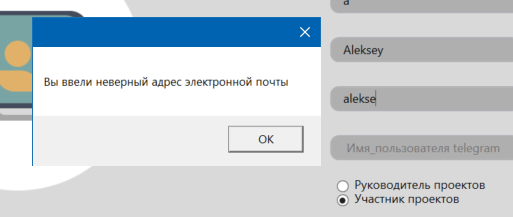 a
Aleksey
Вы ввели неверный адрес электронной почты
alekse
OK
Имя_пользователя telegram
Руководитель проектов
Участник проектов